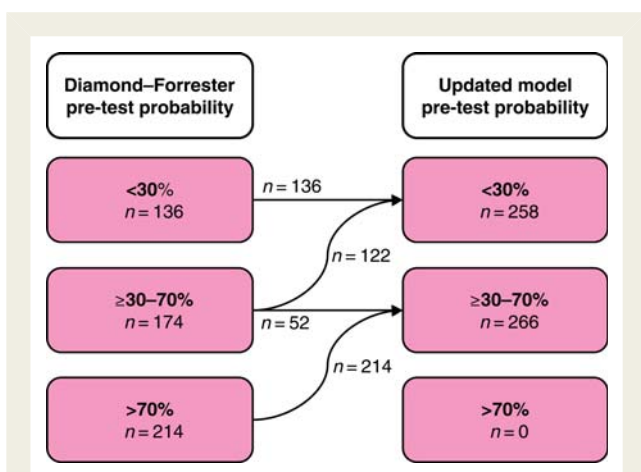 Diamond–Forrester
pre-test probability
Updated model
pre-test probability
<30%
n = 136
n = 136
<30%
n = 258
n = 122
≥30–70%
n = 174
n = 52
≥30–70%
n = 266
n = 214
>70%
n = 214
>70%
n = 0